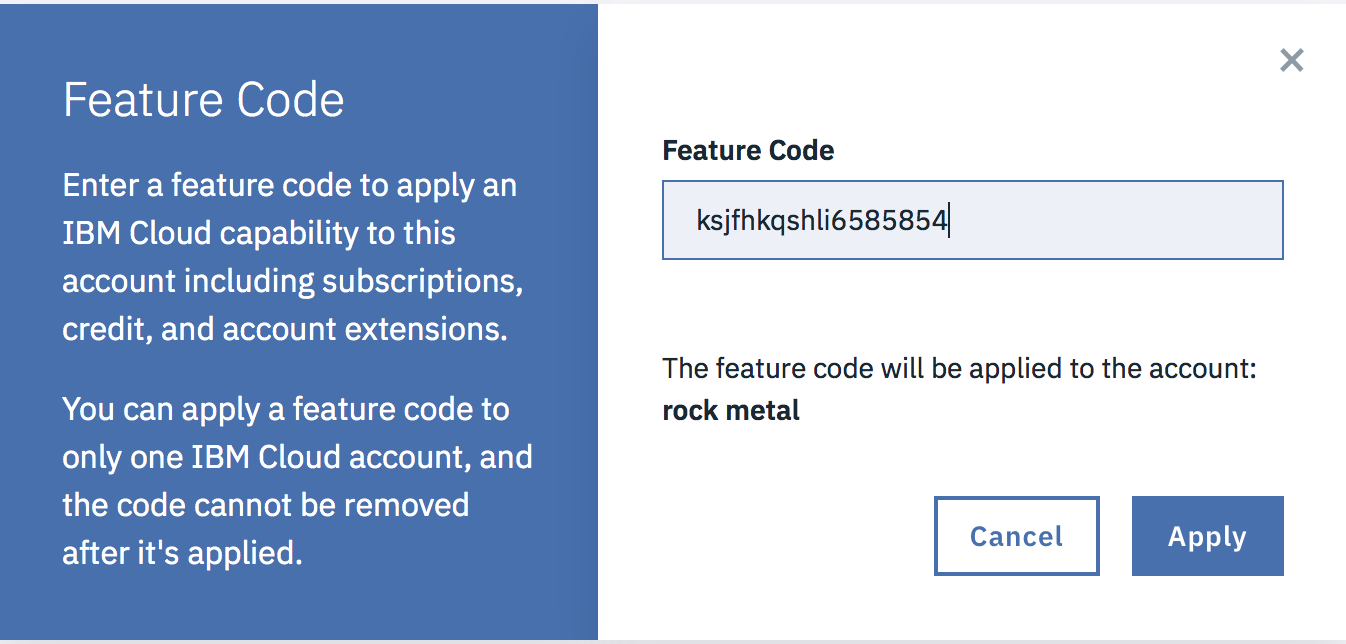 Feature Code
Enter a feature code to apply an
IBM Cloud capability to this
account including subscriptions,
credit, and account extensions.
You can apply a feature code to
only one IBM Cloud account, and
the code cannot be removed
after it's applied.
Feature Code
ksjfhkqshli6585854
The feature code will be applied to the account:
rock metal
Cancel
Apply